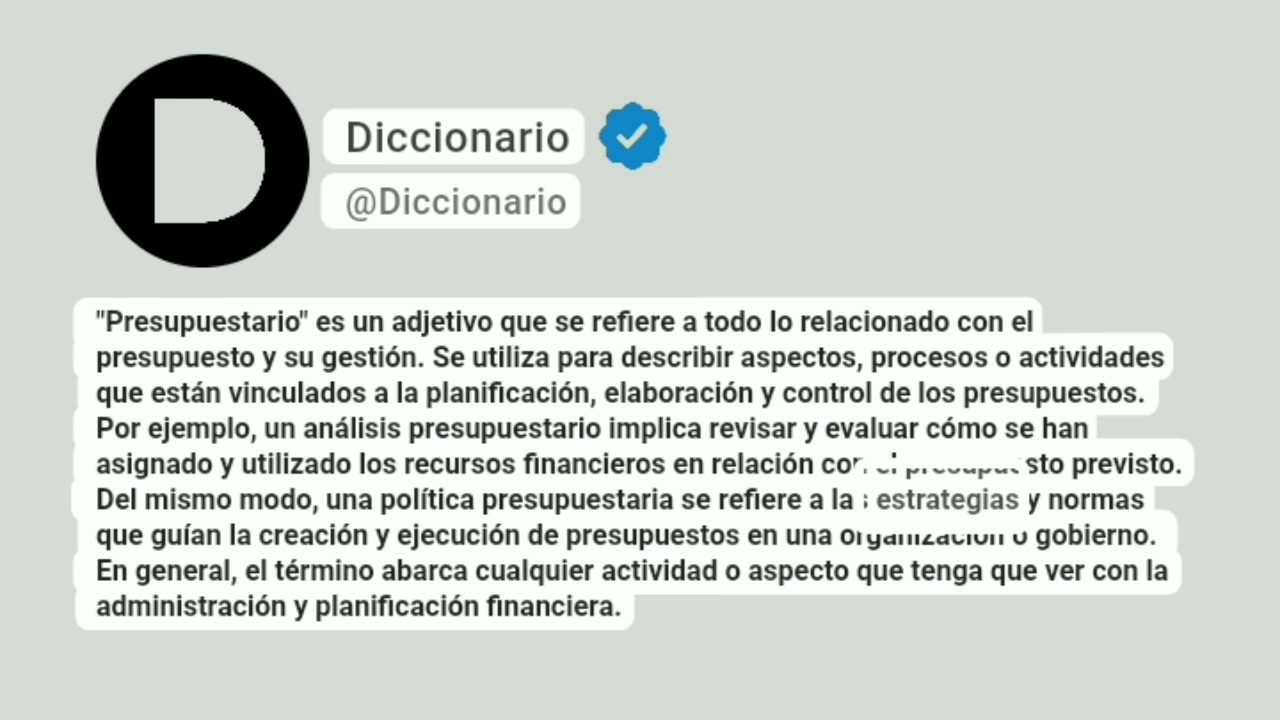 Diccionario
@Diccionario
"Presupuestario" es un adjetivo que se refiere a todo lo relacionado con el
presupuesto y su gestión. Se utiliza para describir aspectos, procesos o actividades
que están vinculados a la planificación, elaboración y control de los presupuestos.
Por ejemplo, un análisis presupuestario implica revisar y evaluar cómo se han
asignado y utilizado los recursos financieros en relación con el presupuesto previsto.
Del mismo modo, una política presupuestaria se refiere a la s estrategias y normas
que guían la creación y ejecución de presupuestos en una organización o gobierno.
En general, el término abarca cualquier actividad o aspecto que tenga que ver con la
administración y planificación financiera.